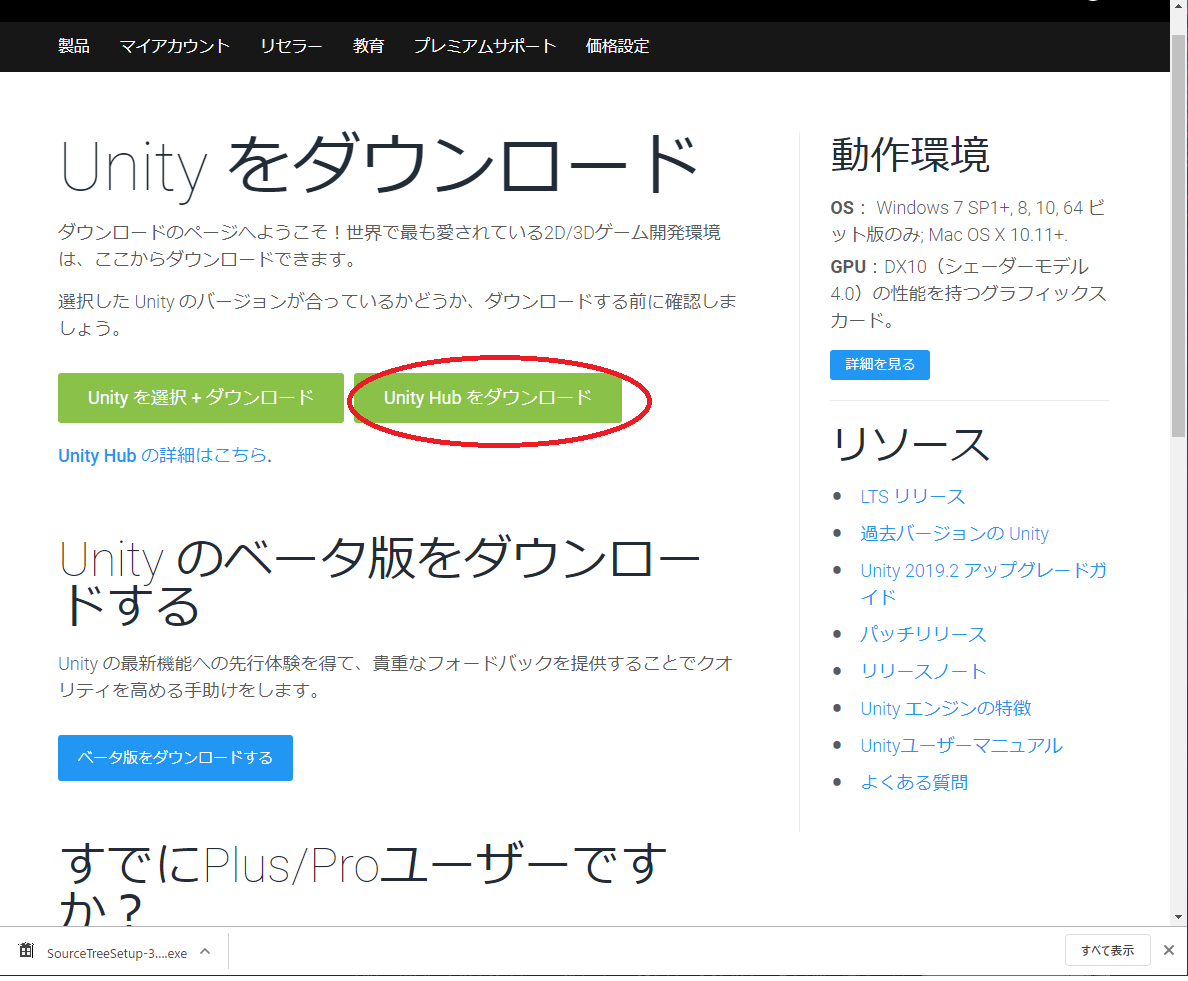 製品 マイアカウント リセラー 教育 プレミアムサポート 価格設定
Unity をダウンロード
ダウンロードのページへようこそ！世界で最も愛されている2D/3Dゲーム開発環境
は、ここからダウンロードできます。
選択した Unity のバージョンが合っているかどうか、ダウンロードする前に確認しま
しょう。
Unity を選択 + ダウンロード Unity Hub をダウンロード
Unity Hub の詳細はこちら.
Unity のベータ版をダウンロー
ドする
Unity の最新機能への先行体験を得て、貴重なフォードバックを提供することでクオ
リティを高める手助けをします。
ベータ版をダウンロードする
すでにPlus/Proユーザーです
か？
動作環境
OS： Windows 7 SP1+, 8, 10, 64 ビ
ット版のみ; Mac OS X 10.11+.
GPU：DX10（シェーダーモデル
4.0）の性能を持つグラフィックス
カード。
詳細を見る
リソース
LTS リリース
過去バージョンの Unity
Unity 2019.2 アップグレードガ
イド
パッチリリース
リリースノート
Unity エンジンの特徴
Unityユーザーマニュアル
よくある質問
SourceTreeSetup-3....exe すべて表示